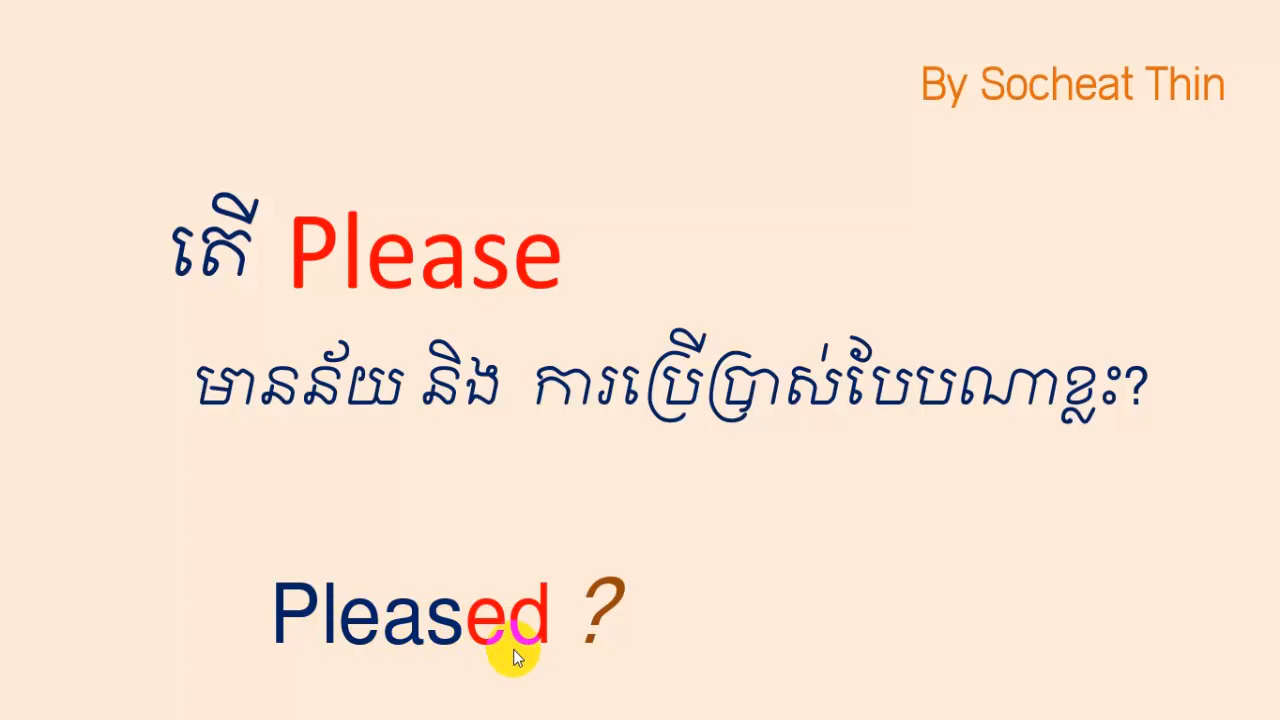 By Socheat Thin
តើ Please
មានន័យ និង ការប្រើប្រាស់បែបណាខ្លះ?
Pleased ?